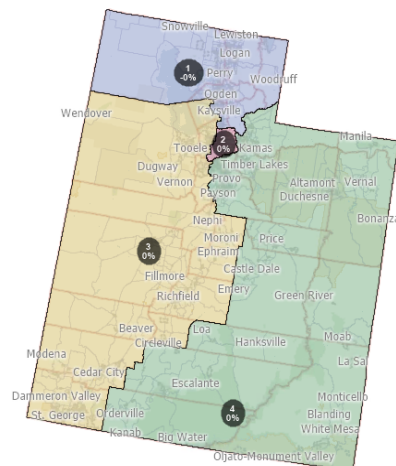 Snowville
Lewiston
Logan
1
-0%
Perry
Woodruff
Ogden
Kaysville
Wendover
2
0%
Tooele
Kamas
Manila
Timber Lakes
Dugway
Provo
Vernon
Altamont
Vernal
Payson
Duchesne
Nephi
Bonanz
Moroni
Price
3
0%
Ephraim
Castle Dale
Fillmore
Emery
Richfield
Green River
Beaver
Loa
Circleville
Hanksville
Moab
Modena
La Sal
Cedar City
Escalante
Monticello
Dammeron Valley
4
0%
Blanding
St. George
Orderville
White Mesa
Kanab
Big Water
Oljato-Monument Valley